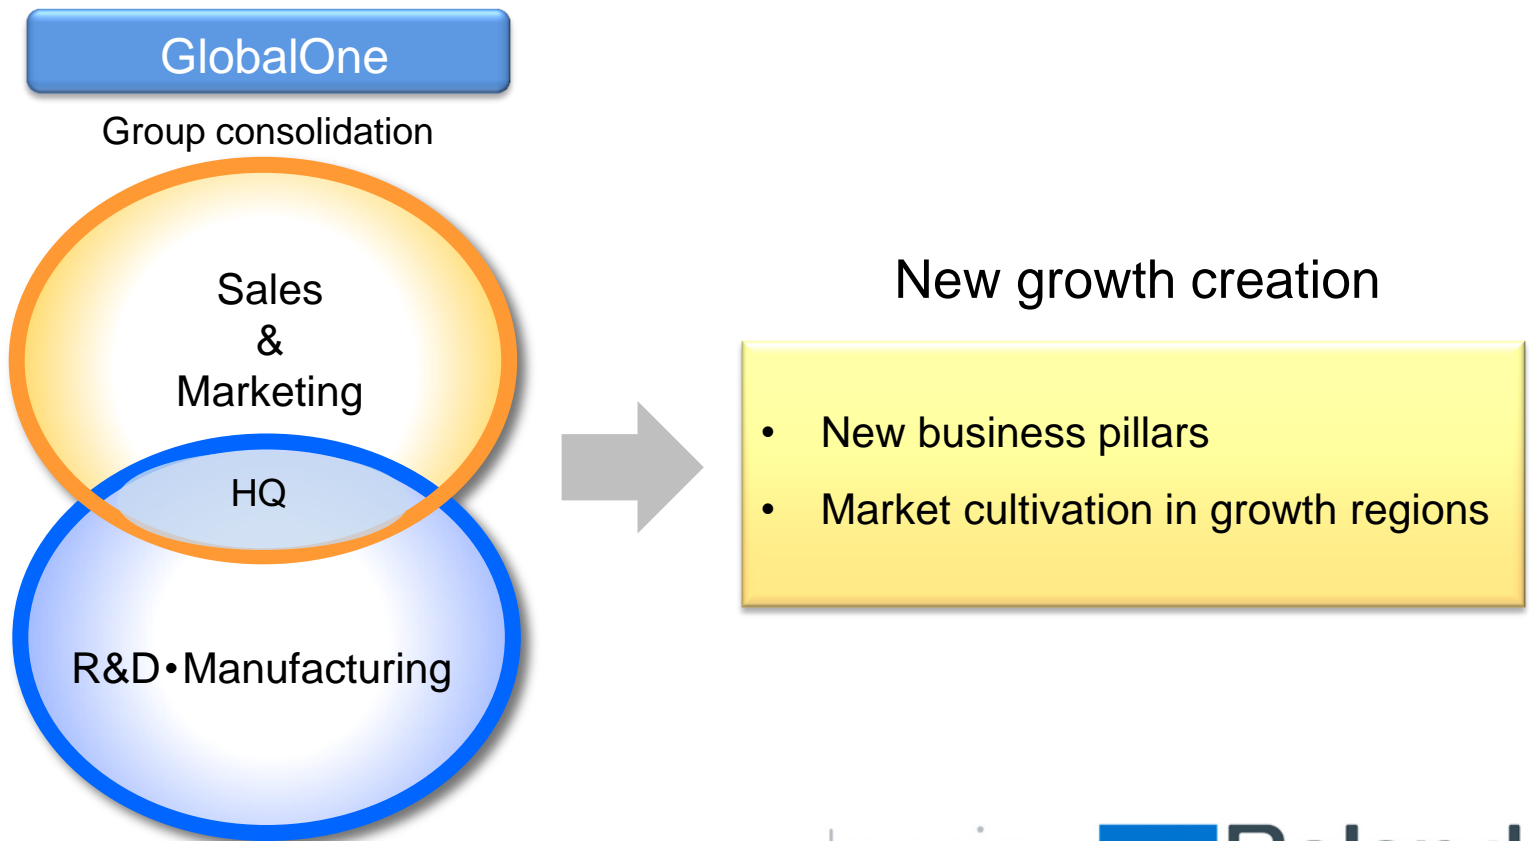 GlobalOne
Group consolidation
Sales
&
Marketing
HQ
R&D・Manufacturing
New growth creation
• New business pillars
• Market cultivation in growth regions